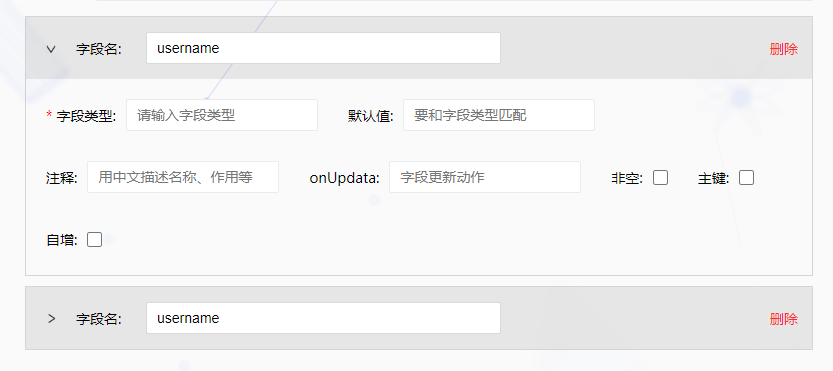 字段名: username 删除
* 字段类型: 请输入字段类型 默认值: 要和字段类型匹配
注释: 用中文描述名称、作用等 onUpdata: 字段更新动作 非空: 主键:
自增:
字段名: username 删除